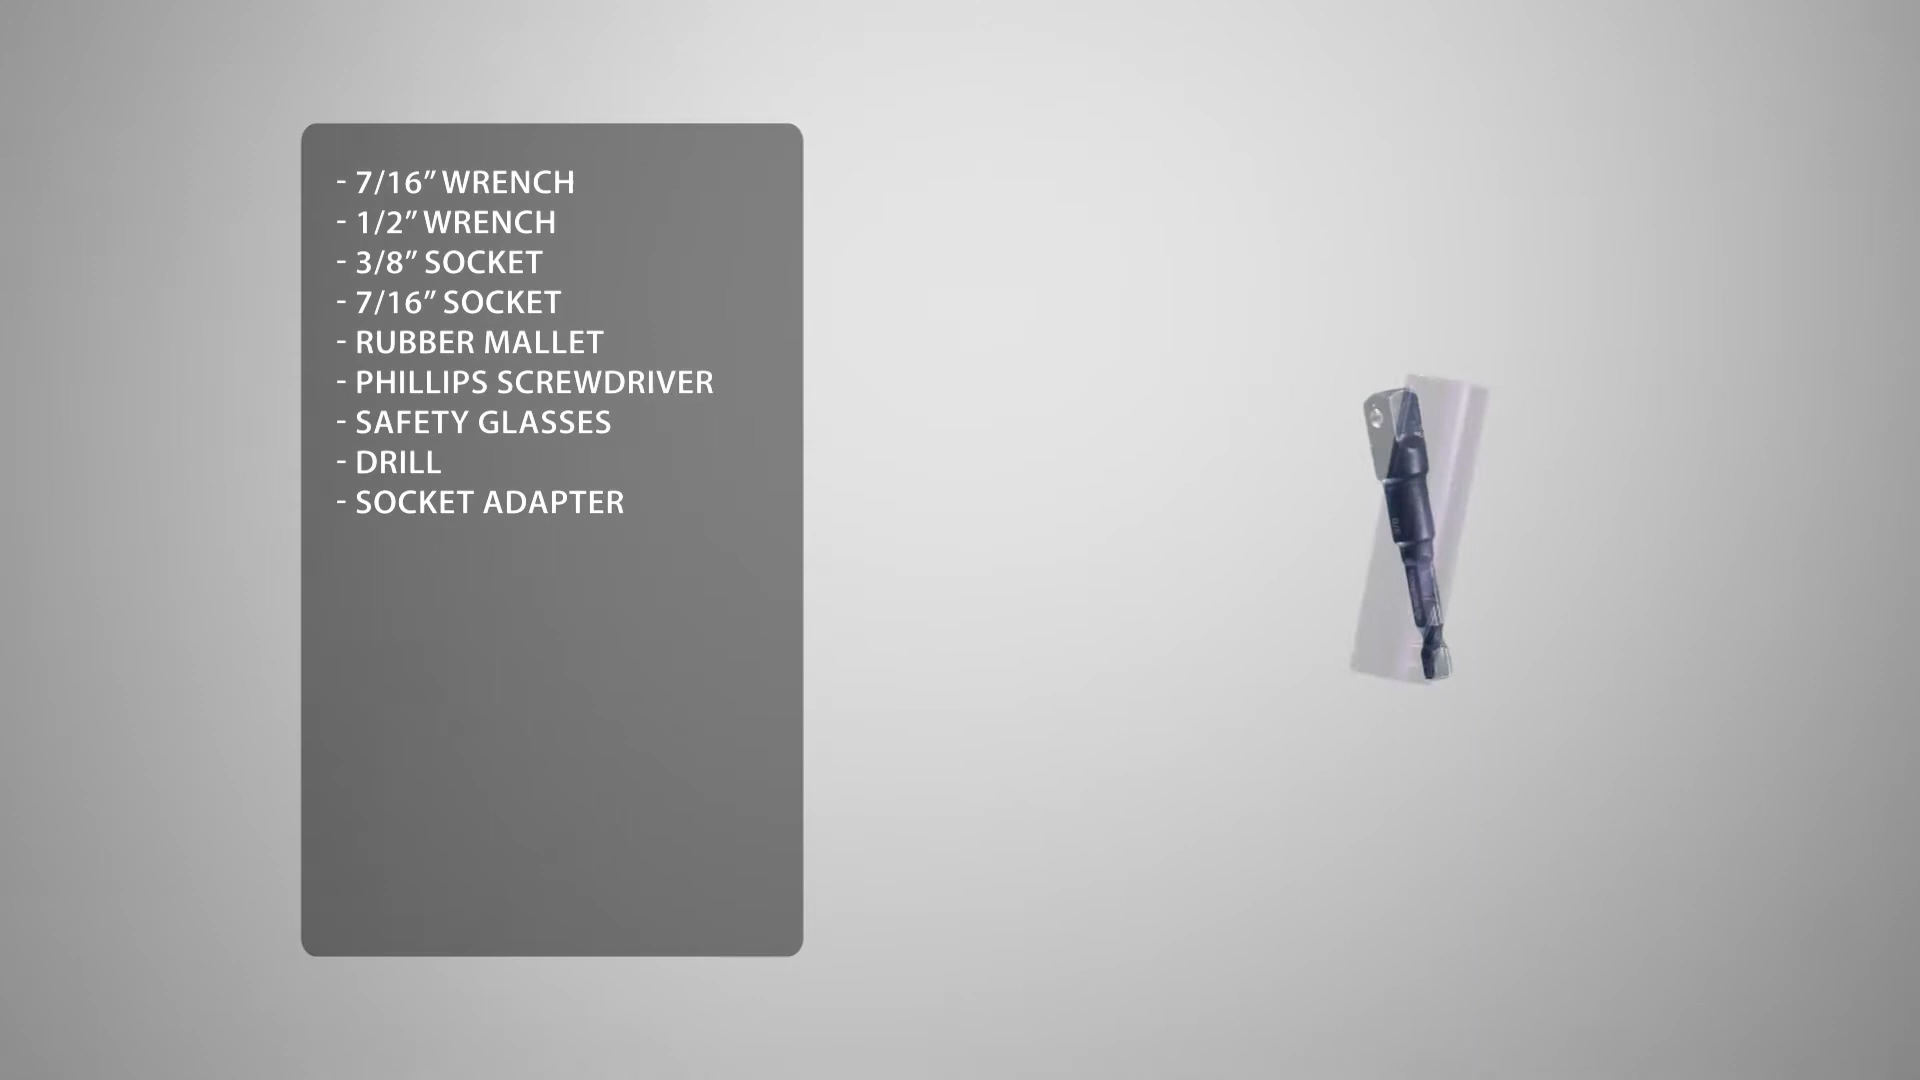 - 7/16” WRENCH
- 1/2” WRENCH
- 3/8” SOCKET
- 7/16” SOCKET
- RUBBER MALLET
- PHILLIPS SCREWDRIVER
- SAFETY GLASSES
- DRILL
- SOCKET ADAPTER